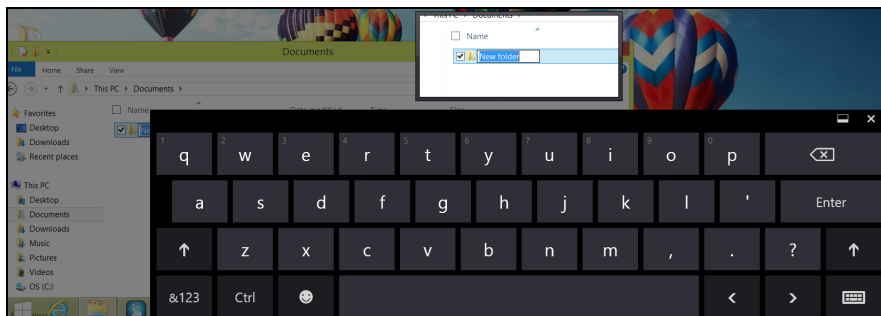 This PC ▸ Documents ▸
Name
New folder
Documents
File Home Share View
This PC ▸ Documents ▸
Name Date modified Type Size
Favorites
Desktop
Downloads
Recent places
This PC
Desktop
Documents
Downloads
Music
Pictures
Videos
OS (C:)
Ne
1 q 2 w 3 e 4 r 5 t 6 y 7 u 8 i 9 o 0 p
a s d f g h j k l ' Enter
z x c v b n m , . ? 
&123 Ctrl < >